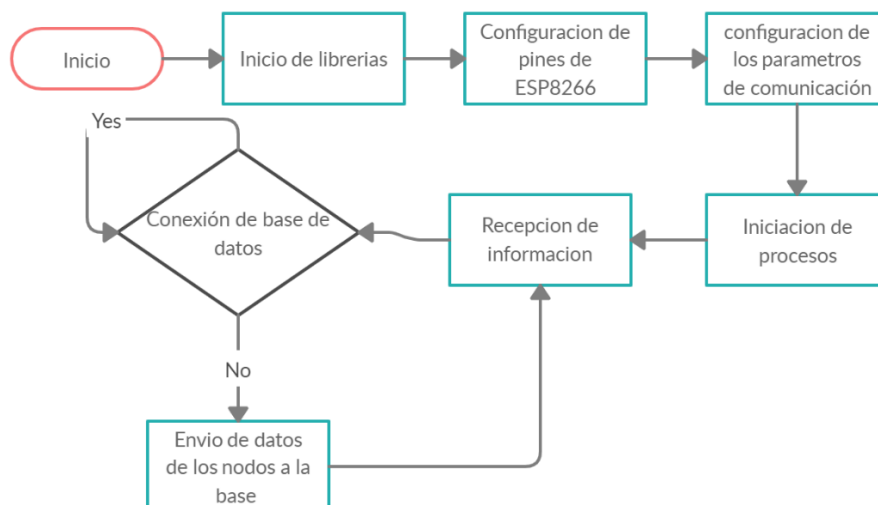 Inicio
Inicio de librerias
Configuracion de
pines de
ESP8266
configuracion de
los parametros
de comunicación
Yes
Conexión de base de
datos
Recepcion de
informacion
Iniciacion de
procesos
No
Envio de datos
de los nodos a la
base